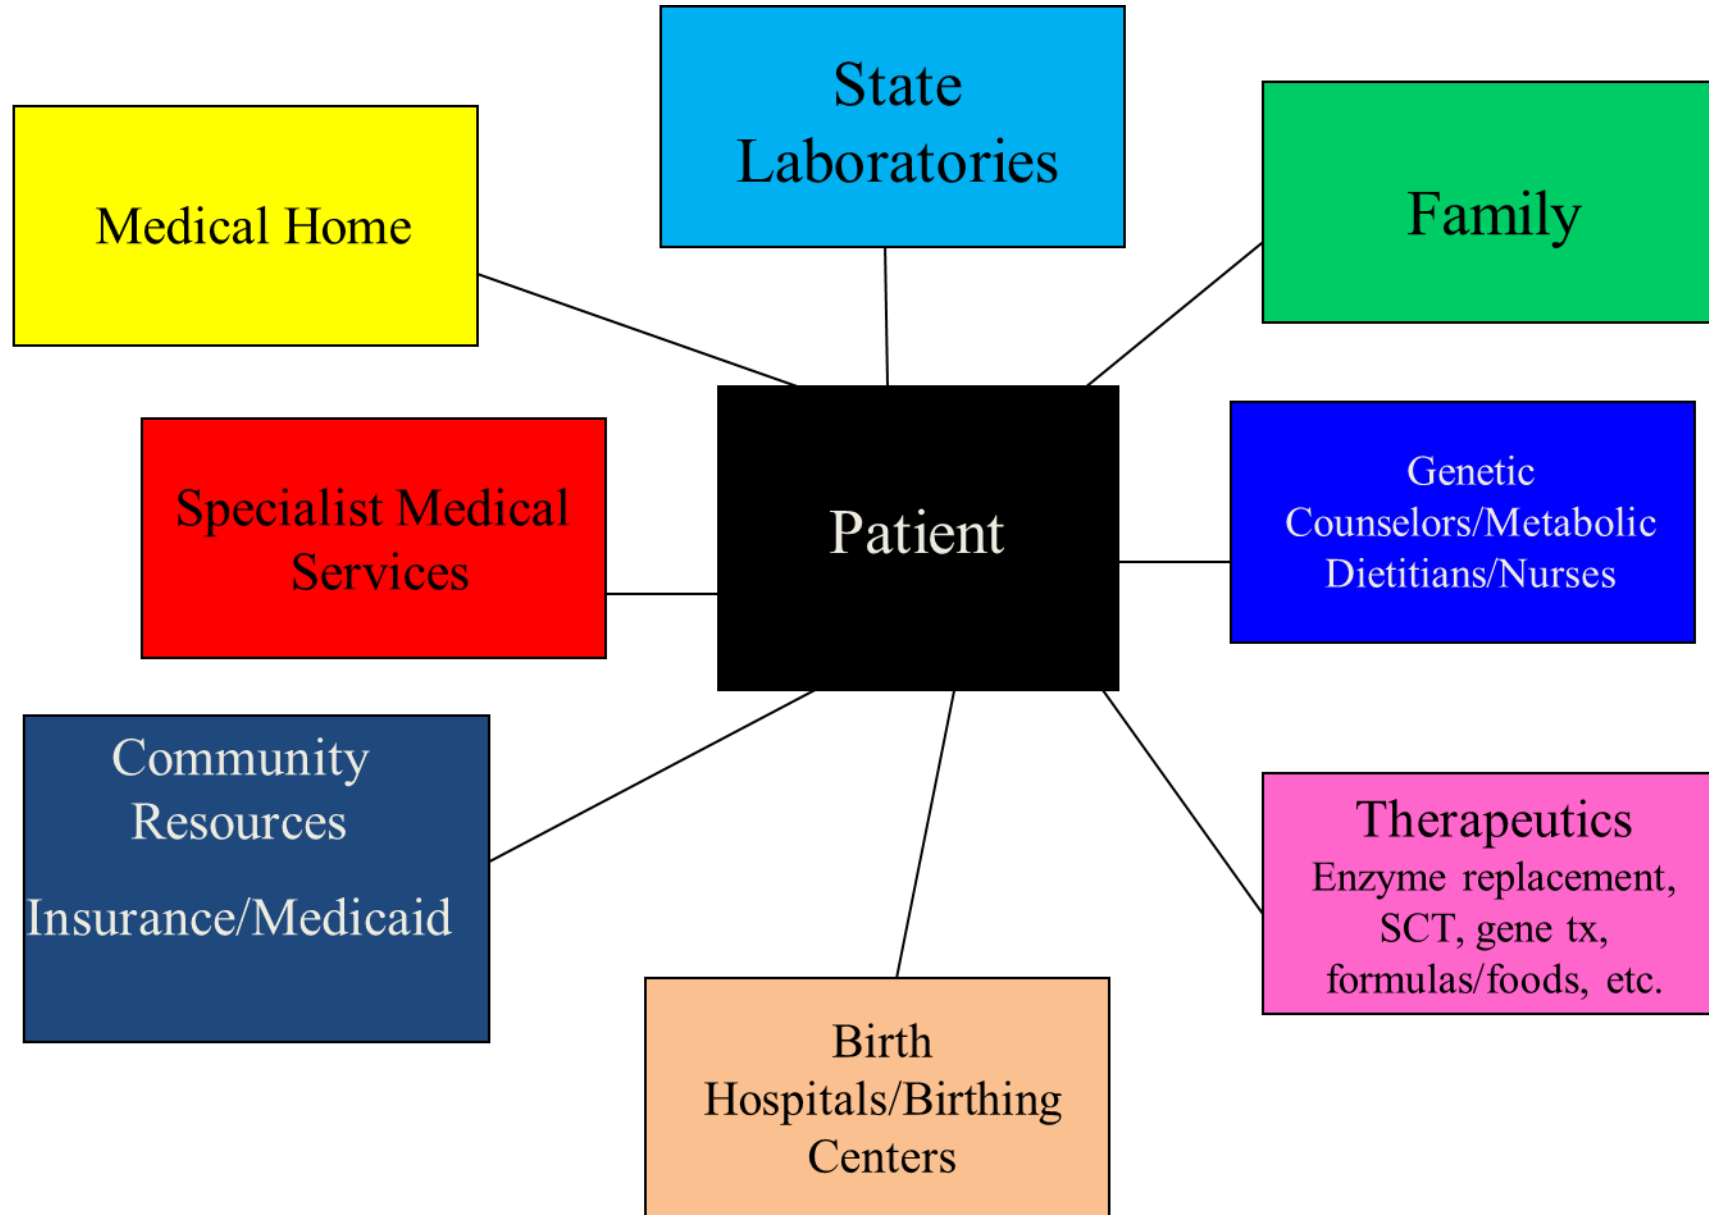 State
Laboratories
Medical Home
Family
Specialist Medical
Services
Patient
Genetic
Counselors/Metabolic
Dietitians/Nurses
Community
Resources
Insurance/Medicaid
Therapeutics
Enzyme replacement,
SCT, gene tx,
formulas/foods, etc.
Birth
Hospitals/Birthing
Centers